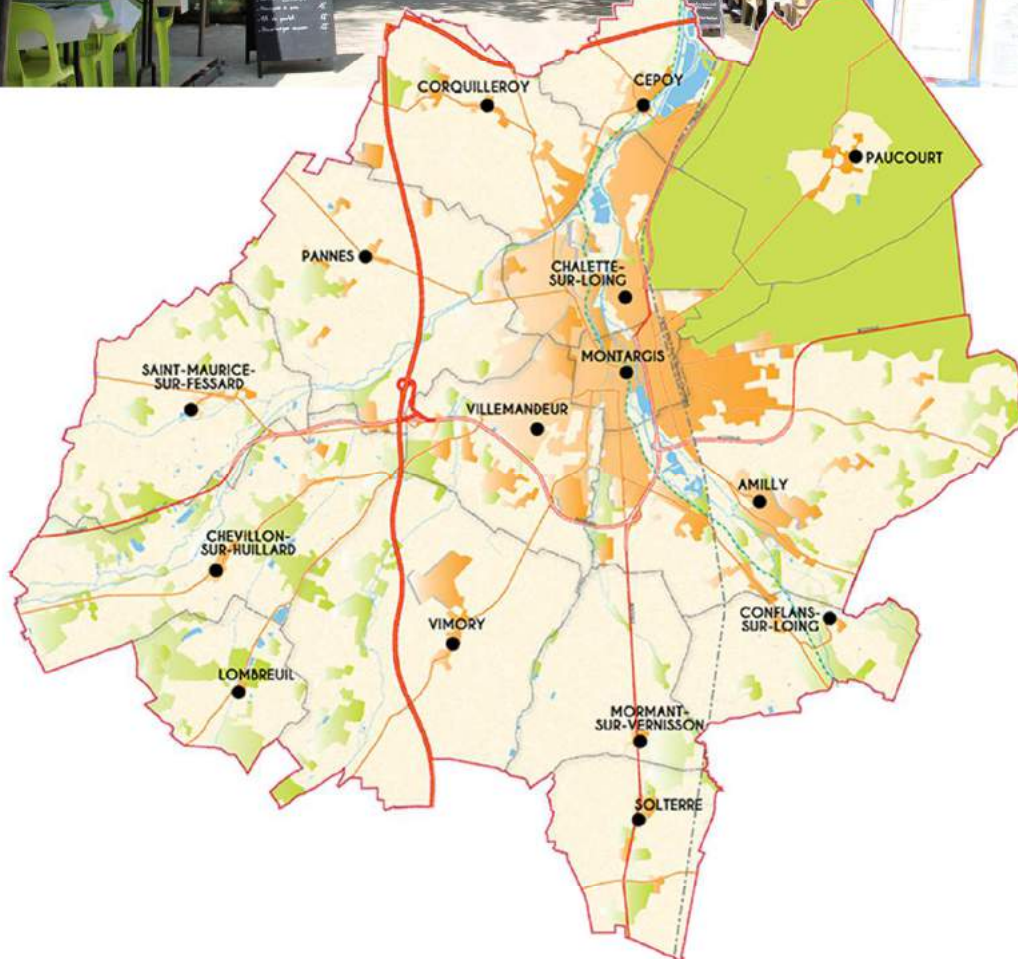 CORQUILLEROY
CEPOY
PAUCOURT
PANNES
CHALETTE-
SUR-LOING
MONTARGIS
SAINT-MAURICE-
SUR-FESSARD
VILLEMANDEUR
AMILLY
CHEVILLON-
SUR-HUILLARD
CONFLANS-
SUR-LOING
VIMORY
LOMBREUIL
MORMANT-
SUR-VERNISSON
SOLTERRE